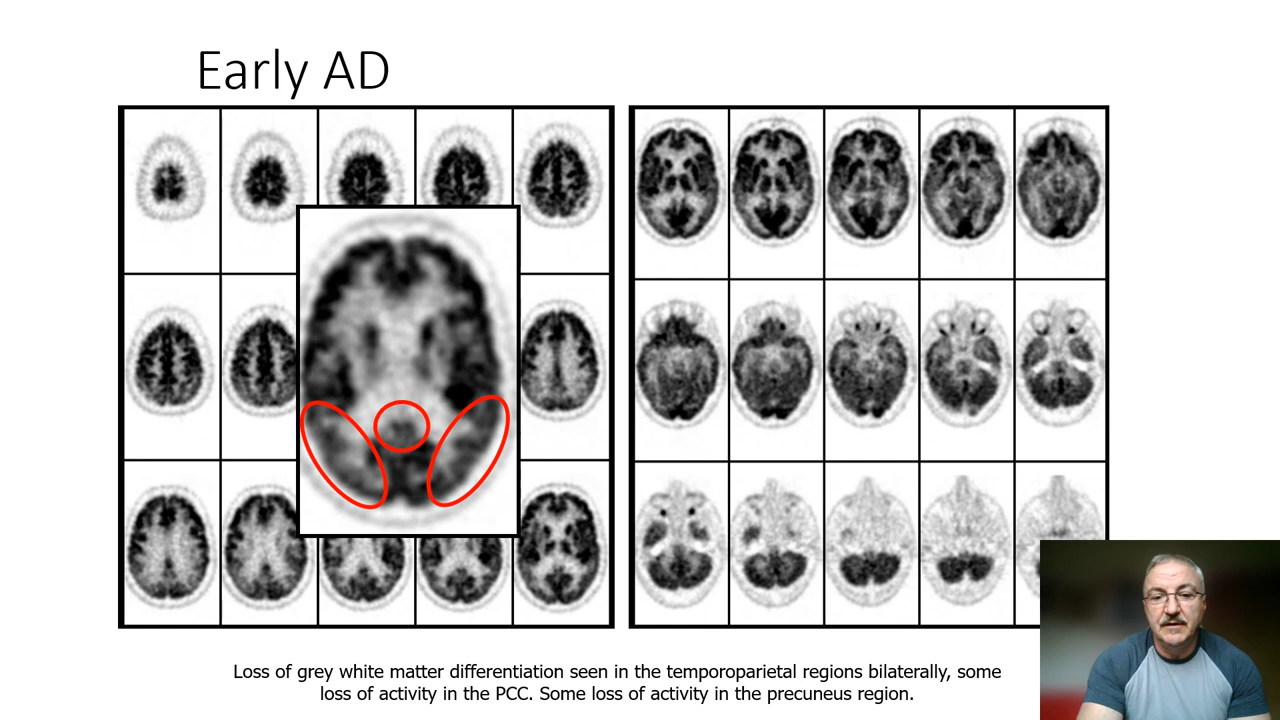 Early AD
Loss of grey white matter differentiation seen in the temporoparietal regions bilaterally, some
loss of activity in the PCC. Some loss of activity in the precuneus region.